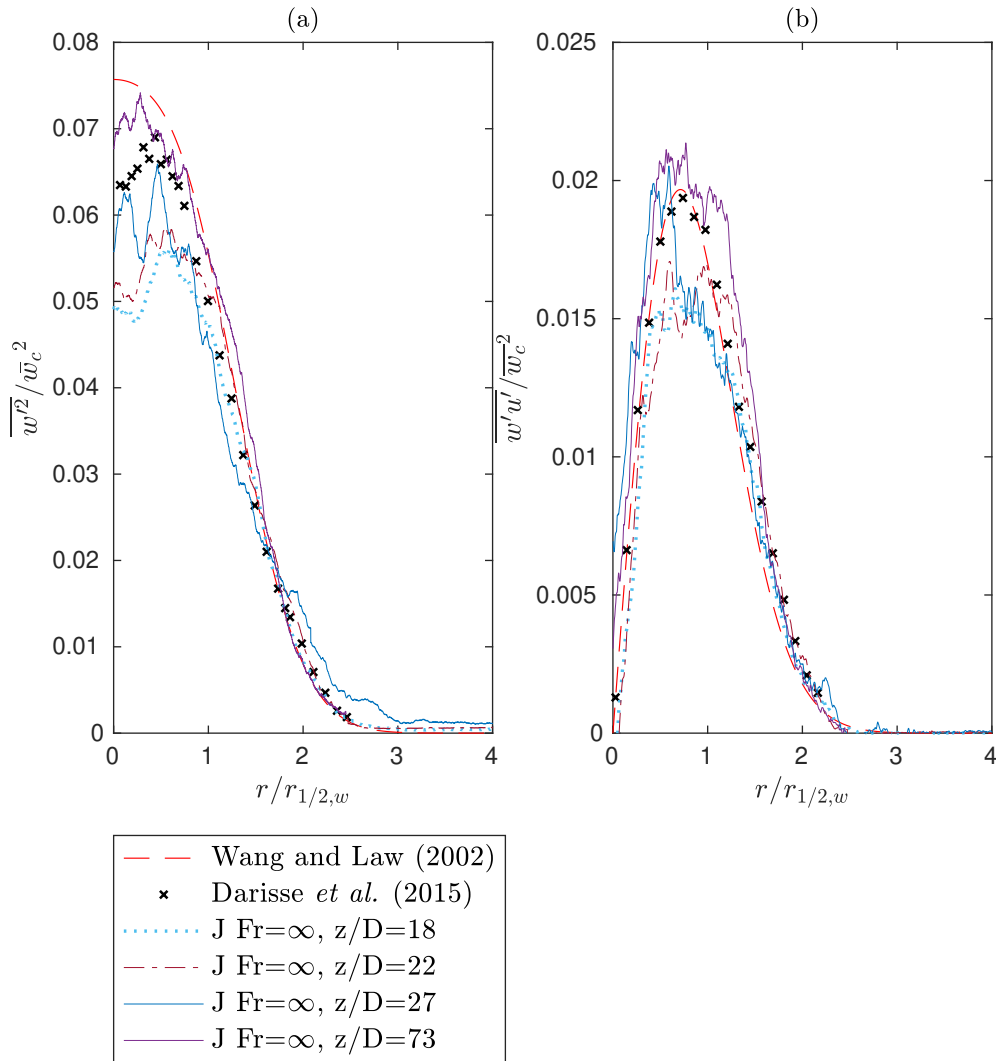 (a)
0.08
0.07
0.06
0.05
0.04
0.03
0.02
0.01
0
0 1 2 3 4
w′² / w̄c²
r/r1/2,w
(b)
0.025
0.02
0.015
0.01
0.005
0
0 1 2 3 4
w′u′/w̄c²
r/r1/2,w
Wang and Law (2002)
Darisse et al. (2015)
J Fr=∞, z/D=18
J Fr=∞, z/D=22
J Fr=∞, z/D=27
J Fr=∞, z/D=73